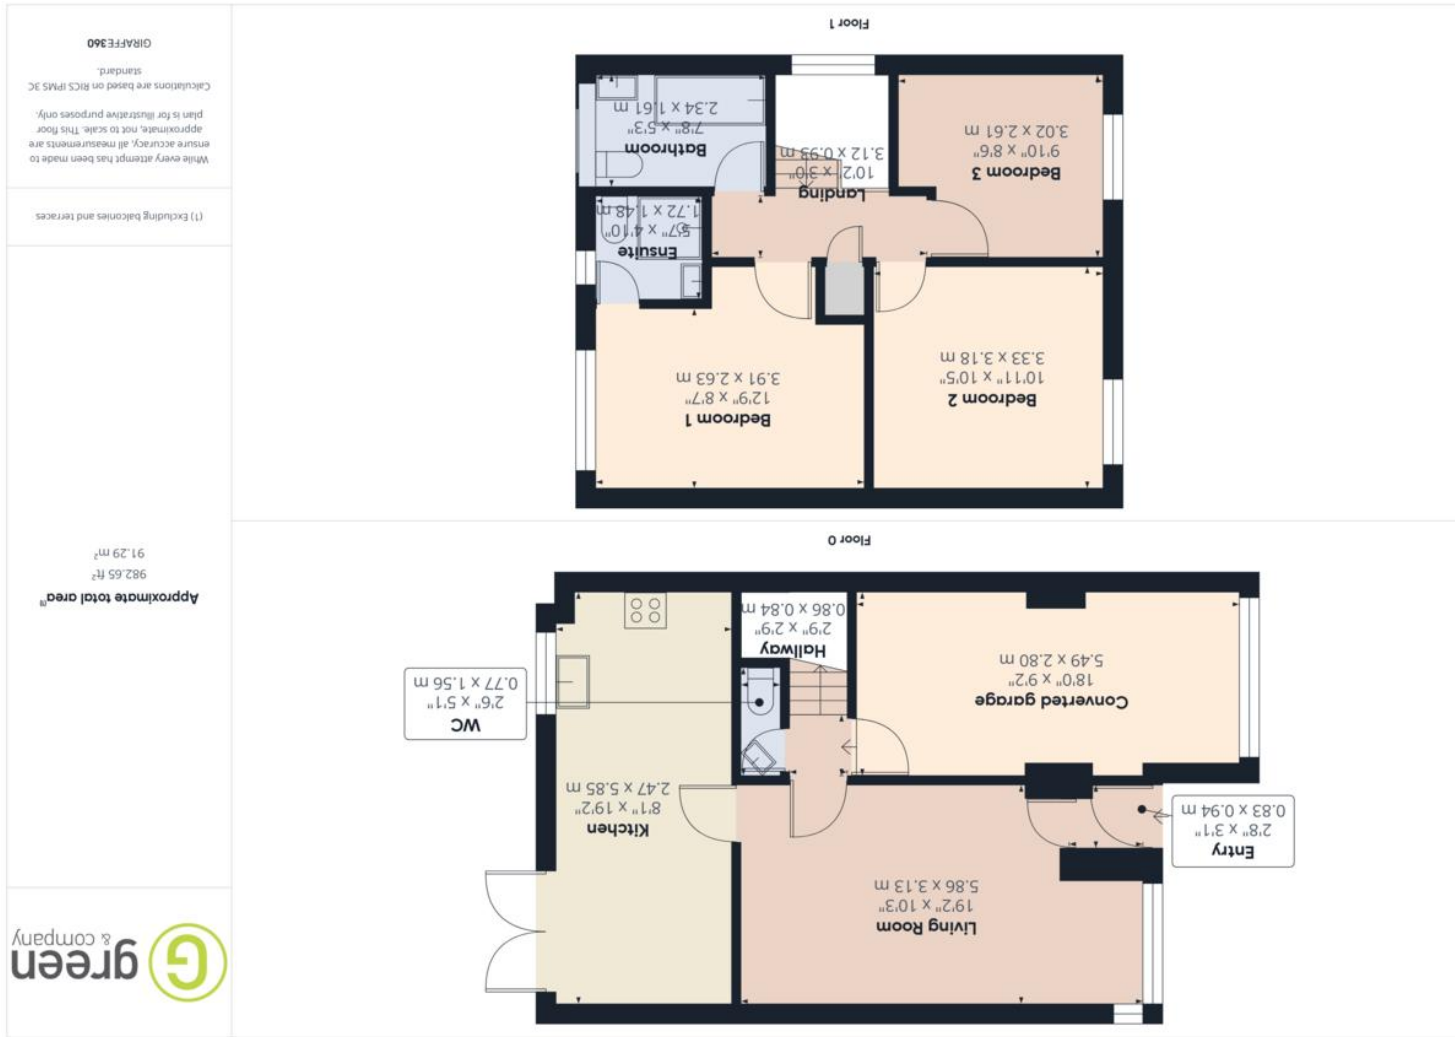 green
& company
Approximate total area⁽¹⁾
982.65 ft²
91.29 m²
(1) Excluding balconies and terraces
While every attempt has been made to
ensure accuracy, all measurements are
approximate, not to scale. This floor
plan is for illustrative purposes only.
Calculations are based on RICS IPMS 3C
standard.
GIRAFFE360
Living Room
19'2" x 10'3"
5.86 x 3.13 m
Entry
2'8" x 3'1"
0.83 x 0.94 m
Kitchen
8'1" x 19'2"
2.47 x 5.85 m
WC
2'6" x 5'1"
0.77 x 1.56 m
Converted garage
18'0" x 9'2"
5.49 x 2.80 m
Hallway
2'9" x 2'9"
0.86 x 0.84 m
Floor 0
Bedroom 2
10'11" x 10'5"
3.33 x 3.18 m
Bedroom 1
12'9" x 8'7"
3.91 x 2.63 m
Ensuite
5'7" x 4'10"
1.72 x 1.48 m
Landing
10'2" x 3'0"
3.12 x 0.93 m
Bedroom 3
9'10" x 8'6"
3.02 x 2.61 m
Bathroom
7'8" x 5'3"
2.34 x 1.61 m
Floor 1